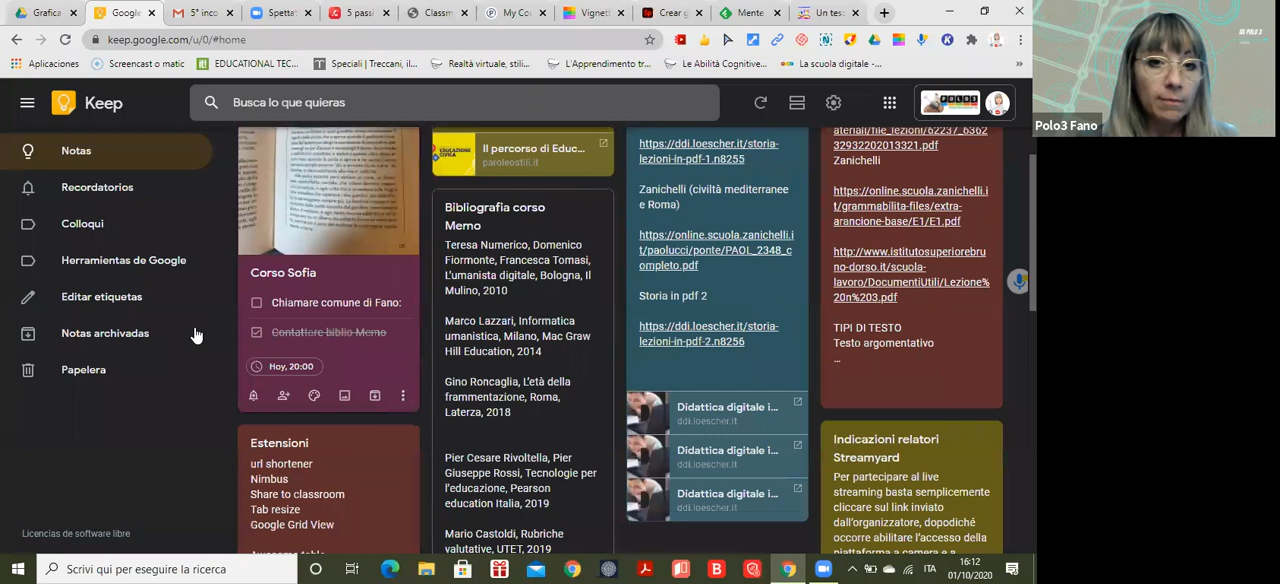 Grafica
Google
5° inco
Spettat
5 passi
Classm
My Cou
Vignett
Crear g
Mente
Un tes
keep.google.com/u/0/#home
Aplicaciones
Screencast o matic
EDUCATIONAL TEC...
Speciali | Treccani, il...
Realtà virtuale, stili...
L'Apprendimento tr...
Le Abilità Cognitive...
La scuola digitale -...
Keep
Busca lo que quieras
Notas
Recordatorios
Colloqui
Herramientas de Google
Editar etiquetas
Notas archivadas
Papelera
Licencias de software libre
Corso Sofia
Chiamare comune di Fano:
Contattare biblio Memo
Hoy, 20:00
Estensioni
url shortener
Nimbus
Share to classroom
Tab resize
Google Grid View
EDUCAZIONE
CIVICA
Il percorso di Educ...
paroleostili.it
Bibliografia corso
Memo
Teresa Numerico, Domenico
Fiormonte, Francesca Tomasi,
L'umanista digitale, Bologna, Il
Mulino, 2010
Marco Lazzari, Informatica
umanistica, Milano, Mac Graw
Hill Education, 2014
Gino Roncaglia, L'età della
frammentazione, Roma,
Laterza, 2018
Pier Cesare Rivoltella, Pier
Giuseppe Rossi, Tecnologie per
l'educazione, Pearson
education Italia, 2019
Mario Castoldi, Rubriche
valutative, UTET, 2019
https://ddi.loescher.it/storia-
lezioni-in-pdf-1.n8255
Zanichelli (civiltà mediterranee
e Roma)
https://online.scuola.zanichelli.i
t/paolucci/ponte/PAOL_2348_c
ompleto.pdf
Storia in pdf 2
https://ddi.loescher.it/storia-
lezioni-in-pdf-2.n8256
Didattica digitale i...
ddi.loescher.it
Didattica digitale i...
ddi.loescher.it
Didattica digitale i...
ddi.loescher.it
ateriali/file_lezioni/62237_6362
32932202013321.pdf
Zanichelli
https://online.scuola.zanichelli.i
t/grammabilita-files/extra-
arancione-base/E1/E1.pdf
http://www.istitutosuperiorebru
no-dorso.it/scuola-
lavoro/DocumentiUtili/Lezione%
20n%203.pdf
TIPI DI TESTO
Testo argomentativo
...
Indicazioni relatori
Streamyard
Per partecipare al live
streaming basta semplicemente
cliccare sul link inviato
dall'organizzatore, dopodiché
occorre abilitare l'accesso della
piattaforma a camera e a
Polo3 Fano
Scrivi qui per eseguire la ricerca
ITA
16:12
01/10/2020